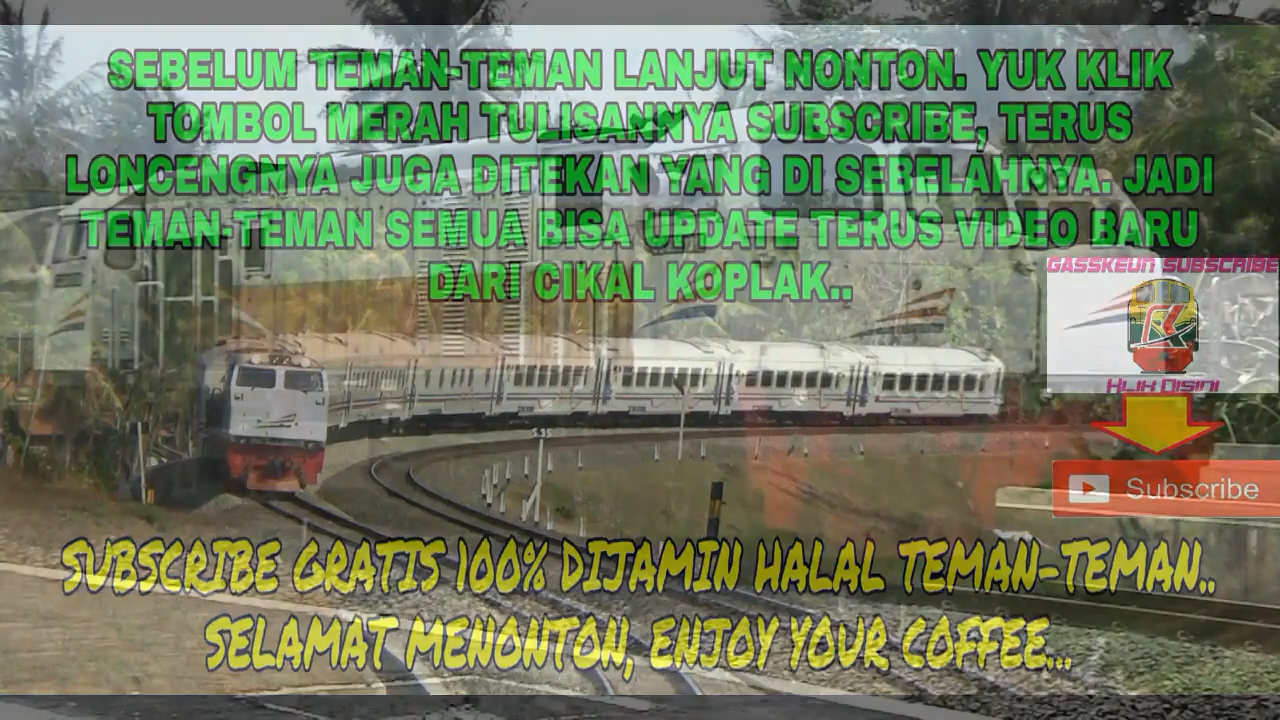 SEBELUM TEMAN-TEMAN LANJUT NONTON. YUK KLIK
TOMBOL MERAH TULISANNYA SUBSCRIBE, TERUS
LONCENGNYA JUGA DITEKAN YANG DI SEBELAHNYA. JADI
TEMAN-TEMAN SEMUA BISA UPDATE TERUS VIDEO BARU
DARI CIKAL KOPLAK..
GASSKEUN SUBSCRIBE
KLIK DISINI
Subscribe
SUBSCRIBE GRATIS 100% DIJAMIN HALAL TEMAN-TEMAN..
SELAMAT MENONTON, ENJOY YOUR COFFEE...